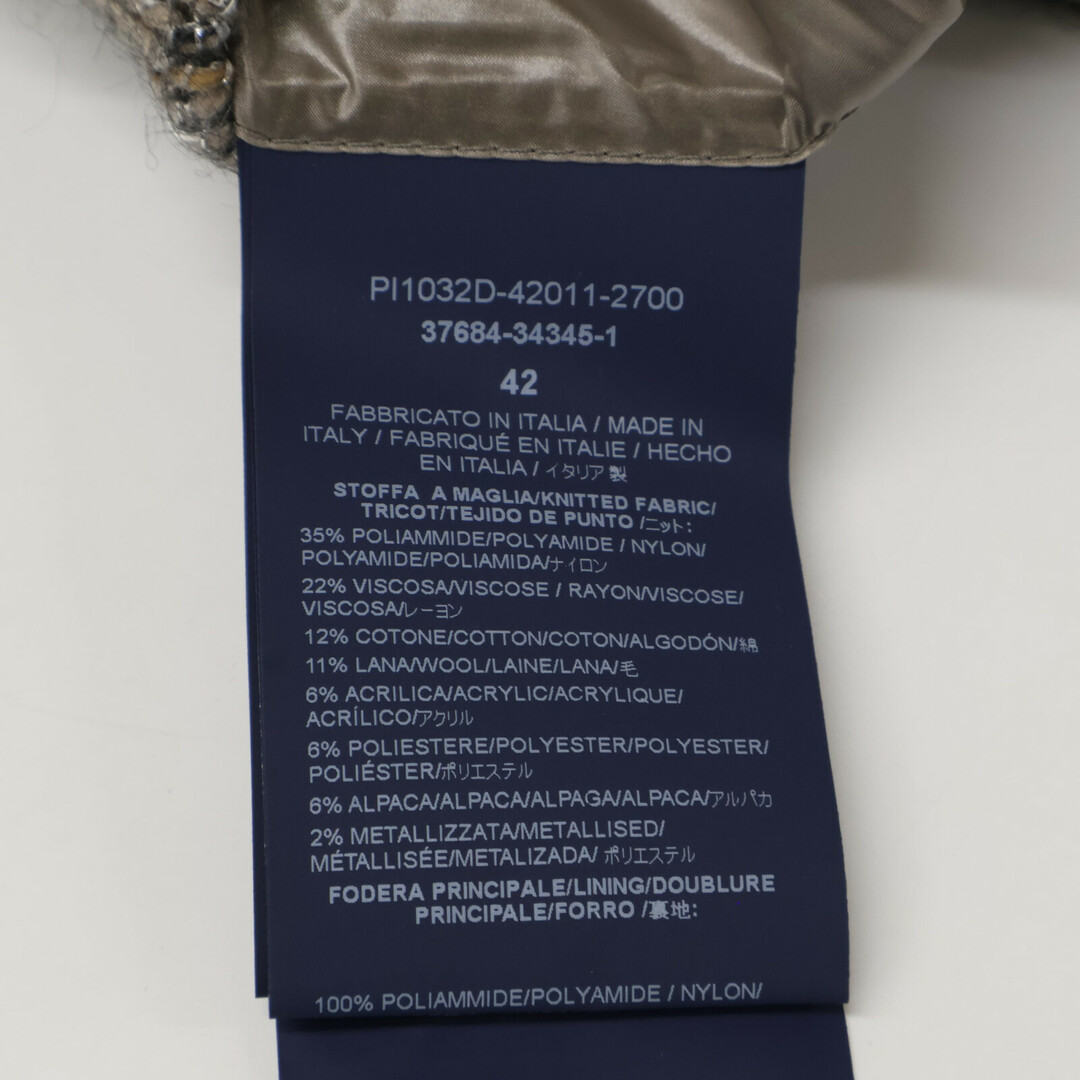 PI1032D-42011-2700
37684-34345-1
42
FABBRICATO IN ITALIA / MADE IN
ITALY / FABRIQUÉ EN ITALIE / HECHO
EN ITALIA / イタリア製
STOFFA A MAGLIA/KNITTED FABRIC/
TRICOT/TEJIDO DE PUNTO /ニット:
35% POLIAMMIDE/POLYAMIDE / NYLON/
POLYAMIDE/POLIAMIDA/ナイロン
22% VISCOSA/VISCOSE / RAYON/VISCOSE/
VISCOSA/レーヨン
12% COTONE/COTTON/COTON/ALGODÓN/綿
11% LANA/WOOL/LAINE/LANA/毛
6% ACRILICA/ACRYLIC/ACRYLIQUE/
ACRÍLICO/アクリル
6% POLIESTERE/POLYESTER/POLYESTER/
POLIÉSTER/ポリエステル
6% ALPACA/ALPACA/ALPAGA/ALPACA/アルパカ
2% METALLIZZATA/METALLISED/
MÉTALLISÉE/METALIZADA/ ポリエステル
FODERA PRINCIPALE/LINING/DOUBLURE
PRINCIPALE/FORRO /裏地:
100% POLIAMMIDE/POLYAMIDE / NYLON/